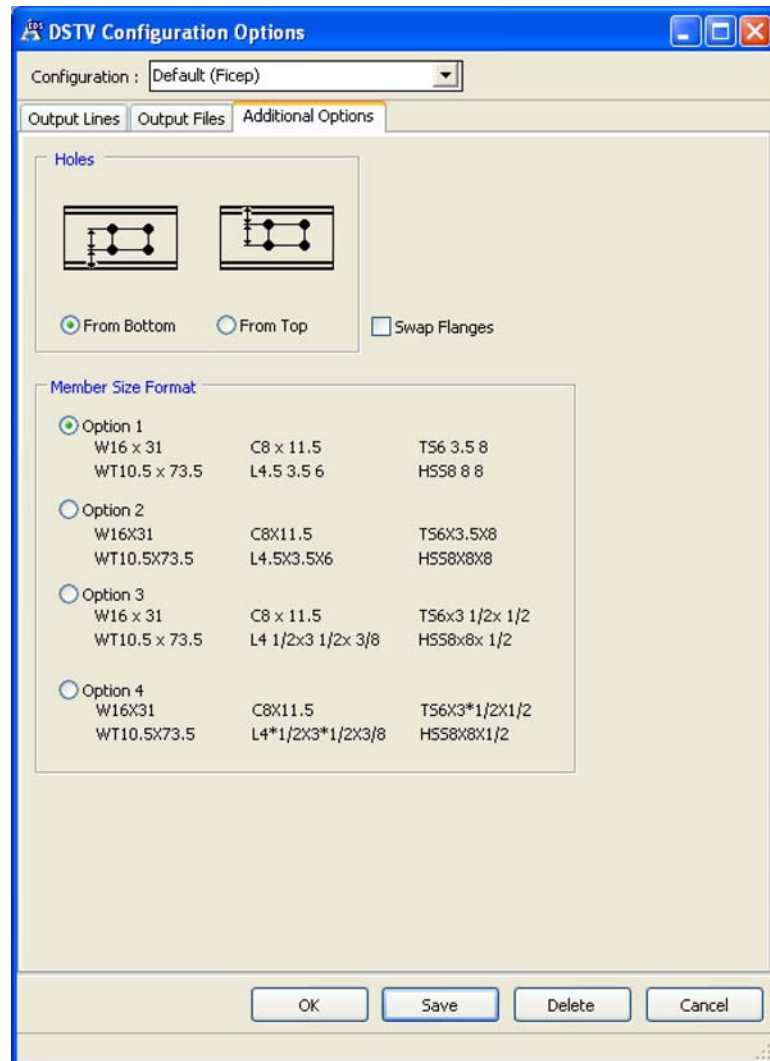 EDS
DSTV Configuration Options
Configuration : Default (Ficep)
Output Lines Output Files Additional Options
Holes
From Bottom From Top Swap Flanges
Member Size Format
Option 1
W16 x 31 C8 x 11.5 TS6 3.5 8
WT10.5 x 73.5 L4.5 3.5 6 HSS8 8 8
Option 2
W16X31 C8X11.5 TS6X3.5X8
WT10.5X73.5 L4.5X3.5X6 HSS8X8X8
Option 3
W16 x 31 C8 x 11.5 TS6x3 1/2x 1/2
WT10.5 x 73.5 L4 1/2x3 1/2x 3/8 HSS8x8x 1/2
Option 4
W16X31 C8X11.5 TS6X3*1/2X1/2
WT10.5X73.5 L4*1/2X3*1/2X3/8 HSS8X8X1/2
OK Save Delete Cancel